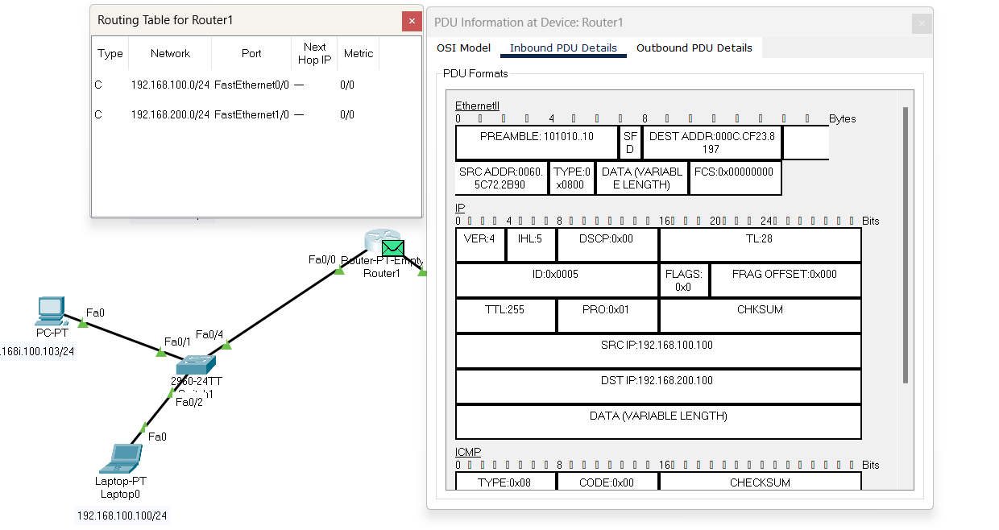 Routing Table for Router1
Type Network Port Next Hop IP Metric
C 192.168.100.0/24 FastEthernet0/0 — 0/0
C 192.168.200.0/24 FastEthernet1/0 — 0/0
Fa0/0 Router-PT-Empty
Router1
Fa0
PC-PT
.168i.100.103/24
Fa0/1
Fa0/4
2960-24TT
Switch1
Fa0/2
Fa0
Laptop-PT
Laptop0
192.168.100.100/24
PDU Information at Device: Router1
OSI Model Inbound PDU Details Outbound PDU Details
PDU Formats
EthernetII
0 4 8 Bytes
PREAMBLE: 101010..10 SFD DEST ADDR:000C.CF23.8197
SRC ADDR:0060.5C72.2B90 TYPE:0x0800 DATA (VARIABLE LENGTH) FCS:0x00000000
IP
0 4 8 16 20 24 Bits
VER:4 IHL:5 DSCP:0x00 TL:28
ID:0x0005 FLAGS:0x0 FRAG OFFSET:0x000
TTL:255 PRO:0x01 CHKSUM
SRC IP:192.168.100.100
DST IP:192.168.200.100
DATA (VARIABLE LENGTH)
ICMP
0 8 16 Bits
TYPE:0x08 CODE:0x00 CHECKSUM